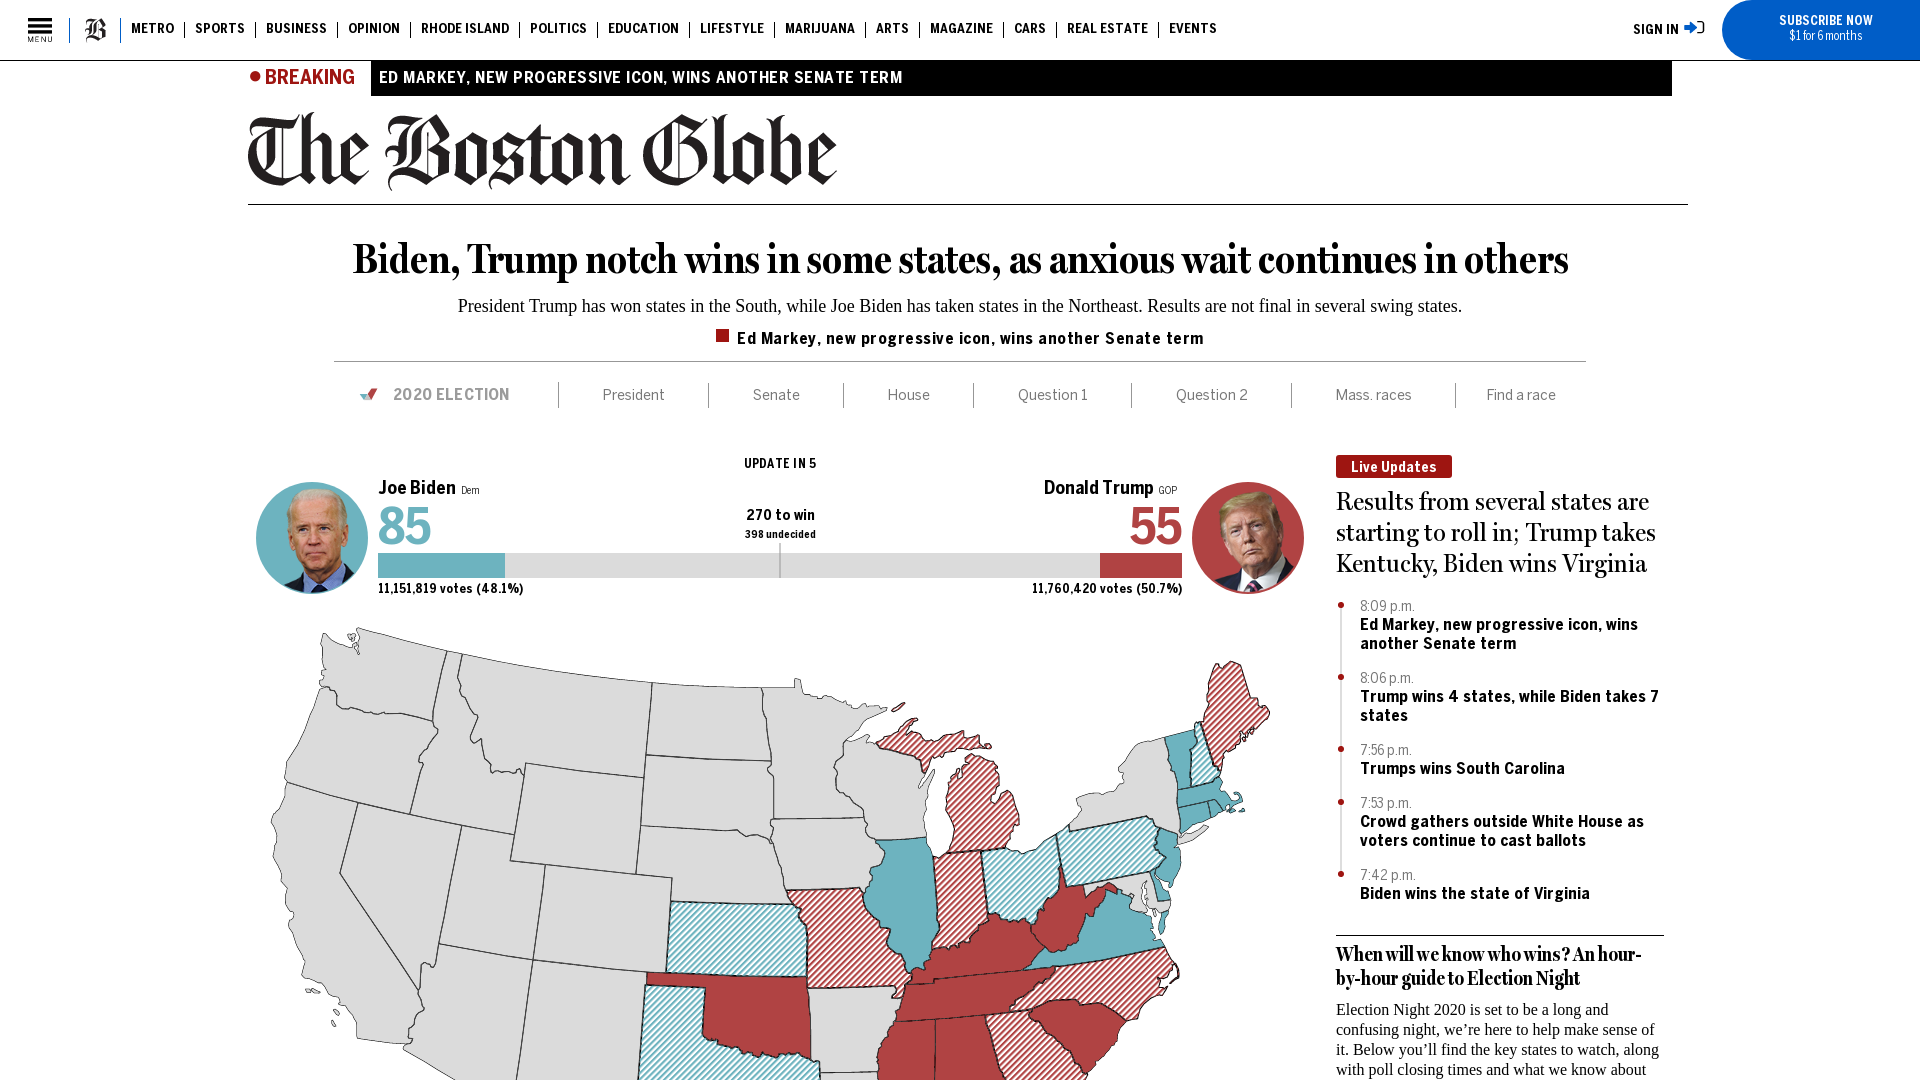 MENU
B
METRO
SPORTS
BUSINESS
OPINION
RHODE ISLAND
POLITICS
EDUCATION
LIFESTYLE
MARIJUANA
ARTS
MAGAZINE
CARS
REAL ESTATE
EVENTS
SIGN IN
SUBSCRIBE NOW
$1 for 6 months
BREAKING
ED MARKEY, NEW PROGRESSIVE ICON, WINS ANOTHER SENATE TERM
The Boston Globe
Biden, Trump notch wins in some states, as anxious wait continues in others
President Trump has won states in the South, while Joe Biden has taken states in the Northeast. Results are not final in several swing states.
Ed Markey, new progressive icon, wins another Senate term
2020 ELECTION
President
Senate
House
Question 1
Question 2
Mass. races
Find a race
UPDATE IN 5
Joe Biden Dem
85
270 to win
398 undecided
Donald Trump GOP
55
11,151,819 votes (48.1%)
11,760,420 votes (50.7%)
Live Updates
Results from several states are
starting to roll in; Trump takes
Kentucky, Biden wins Virginia
8:09 p.m.
Ed Markey, new progressive icon, wins
another Senate term
8:06 p.m.
Trump wins 4 states, while Biden takes 7
states
7:56 p.m.
Trumps wins South Carolina
7:53 p.m.
Crowd gathers outside White House as
voters continue to cast ballots
7:42 p.m.
Biden wins the state of Virginia
When will we know who wins? An hour-
by-hour guide to Election Night
Election Night 2020 is set to be a long and
confusing night, we’re here to help make sense of
it. Below you’ll find the key states to watch, along
with poll closing times and what we know about